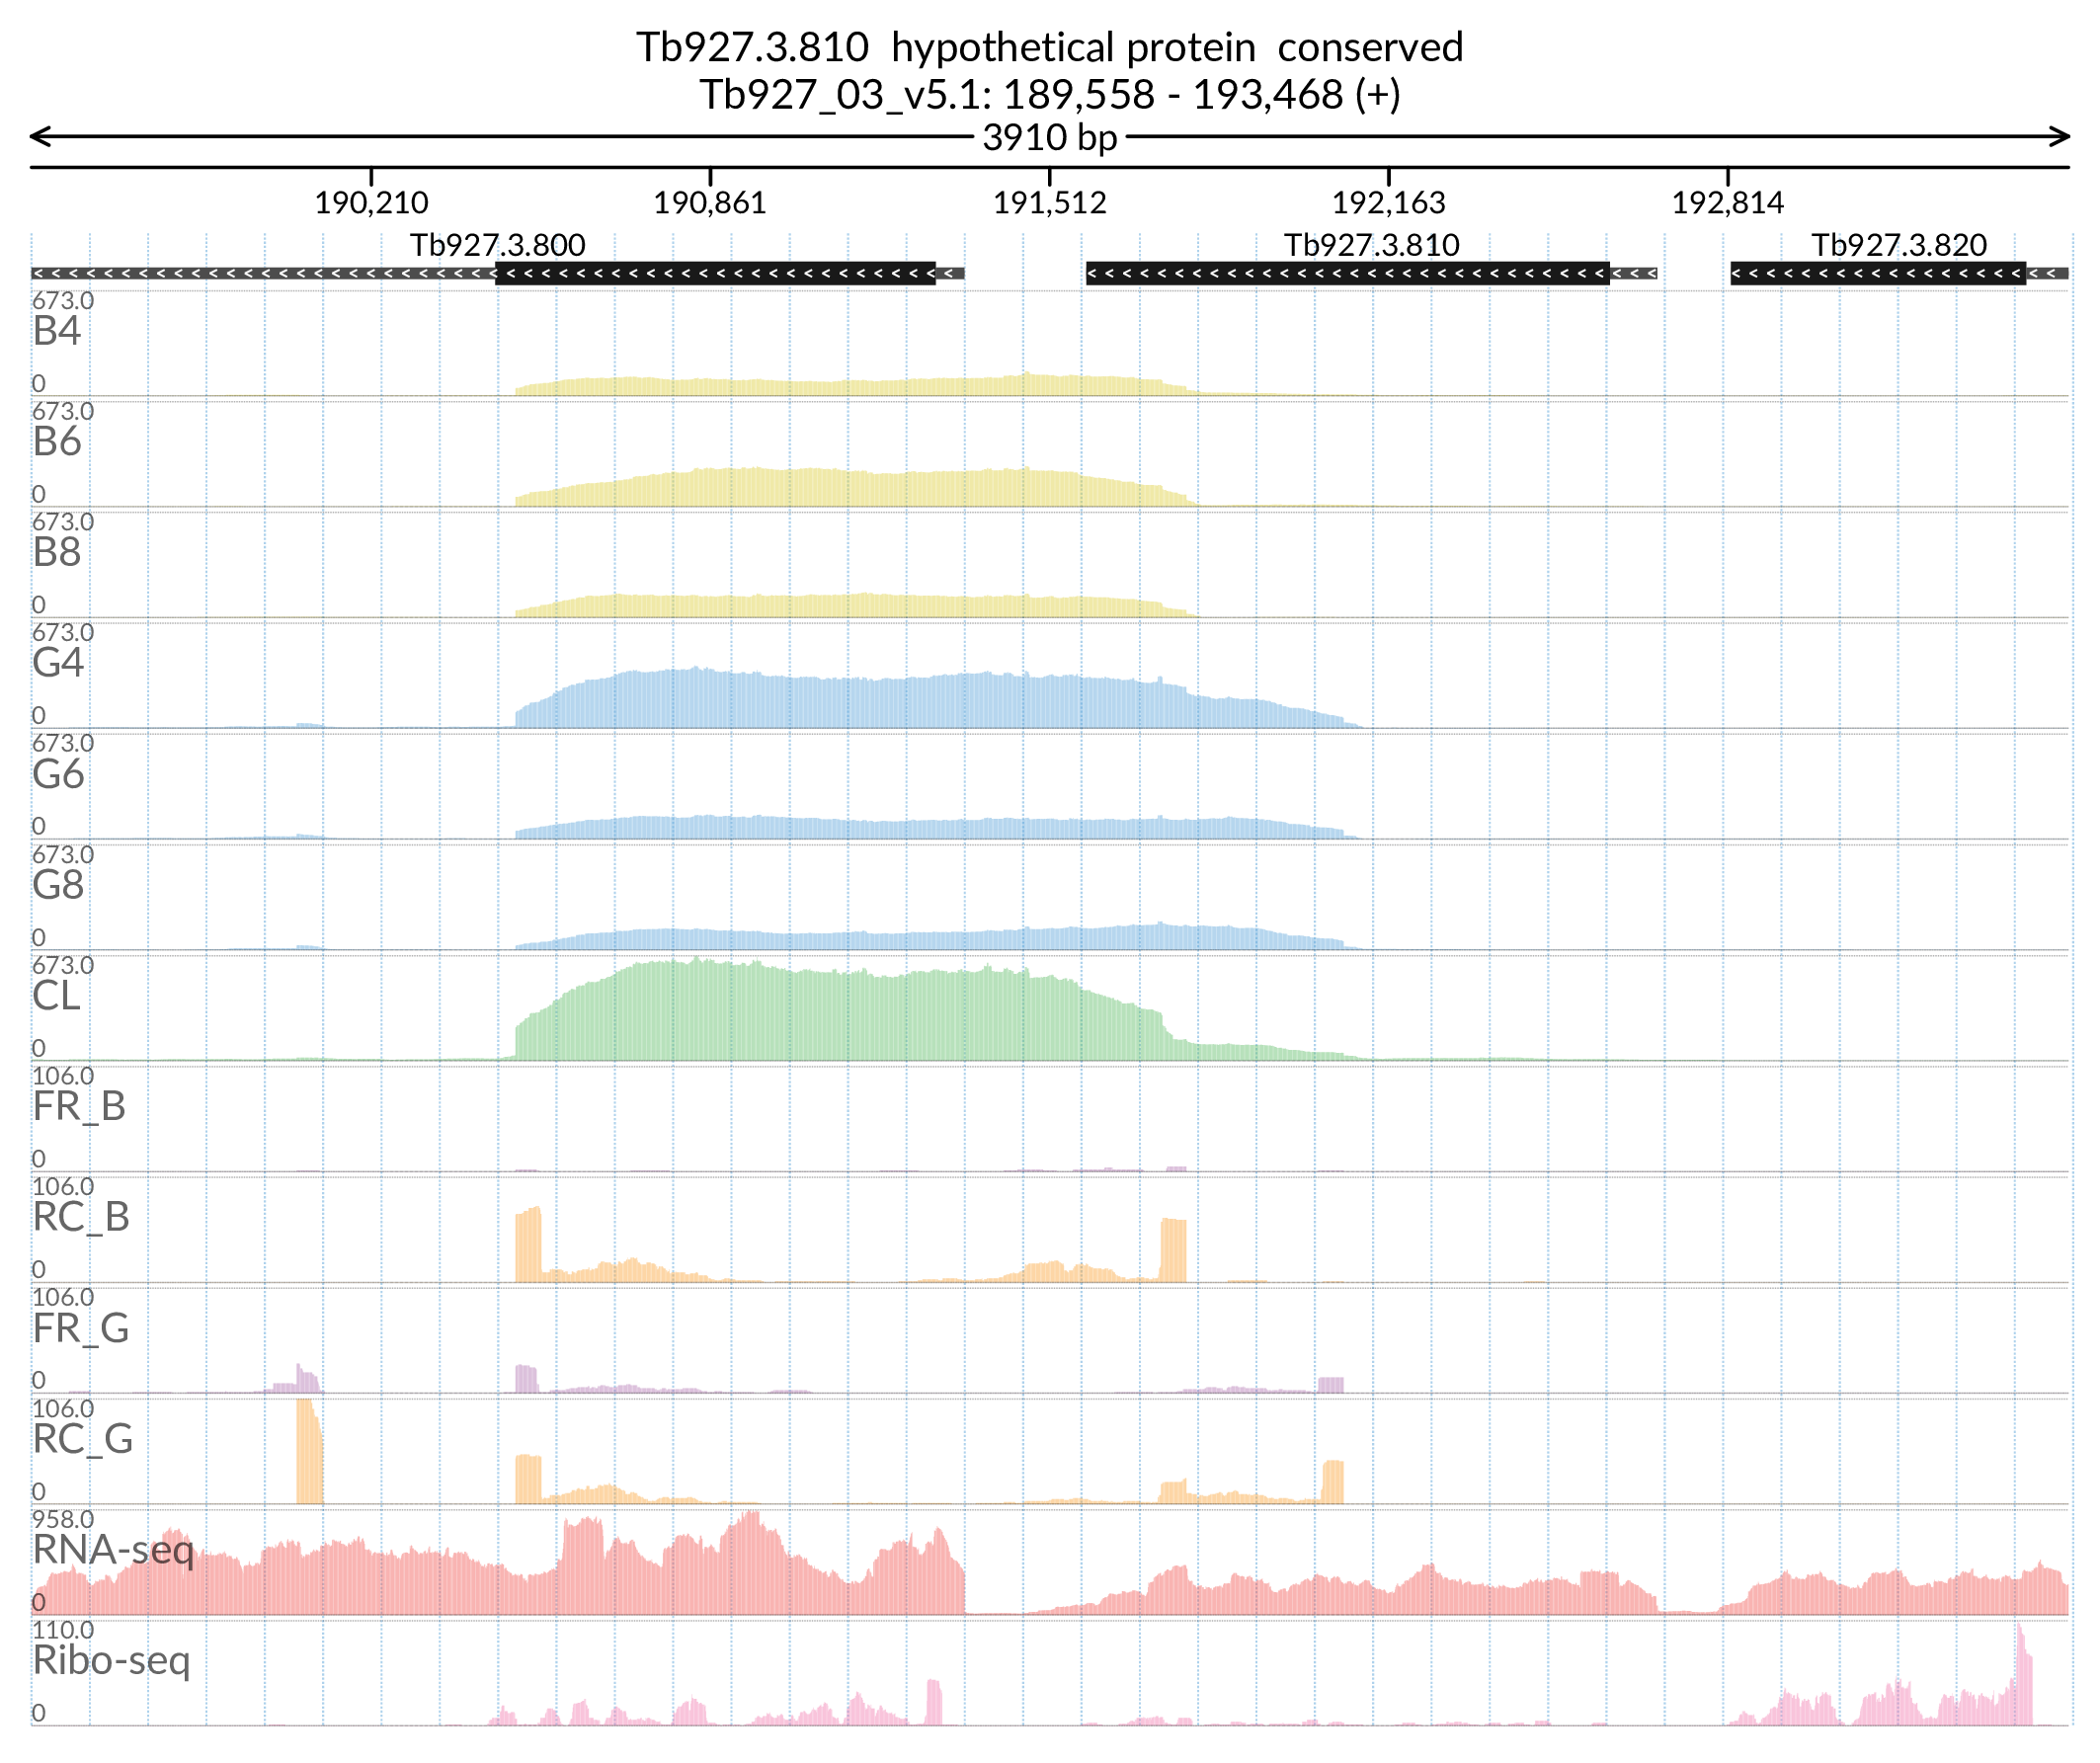 Tb927.3.810  hypothetical protein  conserved
Tb927_03_v5.1: 189,558 - 193,468 (+)
3910 bp
190,210 190,861 191,512 192,163 192,814
Tb927.3.800 Tb927.3.810 Tb927.3.820
673.0
B4
0
673.0
B6
0
673.0
B8
0
673.0
G4
0
673.0
G6
0
673.0
G8
0
673.0
CL
0
106.0
FR_B
0
106.0
RC_B
0
106.0
FR_G
0
106.0
RC_G
0
958.0
RNA-seq
0
110.0
Ribo-seq
0